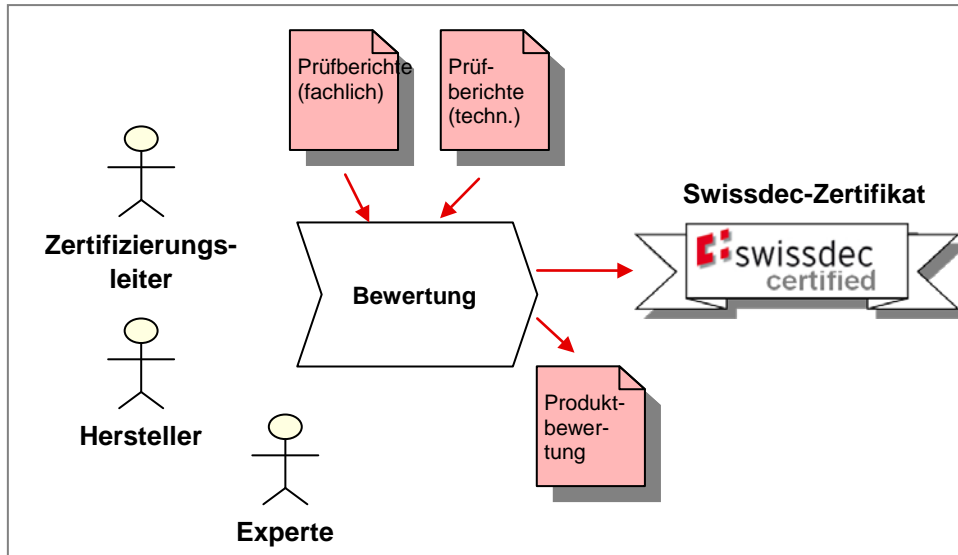 Prüfberichte
(fachlich)
Prüf-
berichte
(techn.)
Zertifizierungs-
leiter
Swissdec-Zertifikat
swissdec
certified
Bewertung
Hersteller
Produkt-
bewer-
tung
Experte